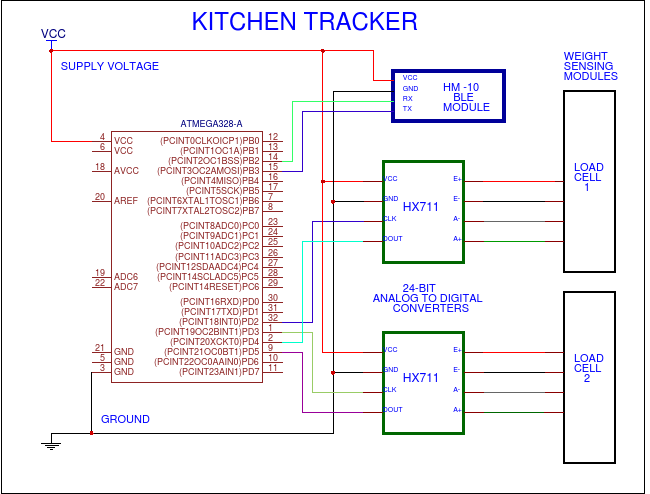 KITCHEN TRACKER
VCC
SUPPLY VOLTAGE
WEIGHT
SENSING
MODULES
VCC
GND
RX
TX
HM -10
BLE
MODULE
ATMEGA328-A
4 VCC
6 VCC
18 AVCC
20 AREF
19 ADC6
22 ADC7
21 GND
5 GND
3 GND
(PCINT0CLKOICP1)PB0 12
(PCINT1OC1A)PB1 13
(PCINT2OC1BSS)PB2 14
(PCINT3OC2AMOSI)PB3 15
(PCINT4MISO)PB4 16
(PCINT5SCK)PB5 17
(PCINT6XTAL1TOSC1)PB6 7
(PCINT7XTAL2TOSC2)PB7 8
(PCINT8ADC0)PC0 23
(PCINT9ADC1)PC1 24
(PCINT10ADC2)PC2 25
(PCINT11ADC3)PC3 26
(PCINT12SDAADC4)PC4 27
(PCINT14SCLADC5)PC5 28
(PCINT14RESET)PC6 29
(PCINT16RXD)PD0 30
(PCINT17TXD)PD1 31
(PCINT18INT0)PD2 32
(PCINT19OC2BINT1)PD3 1
(PCINT20XCKT0)PD4 2
(PCINT21OC0BT1)PD5 9
(PCINT22OC0AAIN0)PD6 10
(PCINT23AIN1)PD7 11
VCC
GND
CLK
DOUT
HX711
E+
E-
A-
A+
LOAD
CELL
1
24-BIT
ANALOG TO DIGITAL
CONVERTERS
VCC
GND
CLK
DOUT
HX711
E+
E-
A-
A+
LOAD
CELL
2
GROUND